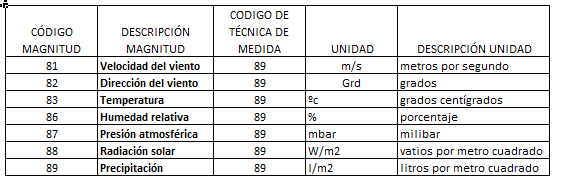 CÓDIGO MAGNITUD DESCRIPCIÓN MAGNITUD CODIGO DE TÉCNICA DE MEDIDA UNIDAD DESCRIPCIÓN UNIDAD
81 Velocidad del viento 89 m/s metros por segundo
82 Dirección del viento 89 Grd grados
83 Temperatura 89 ºc grados centígrados
86 Humedad relativa 89 % porcentaje
87 Presión atmosférica 89 mbar milibar
88 Radiación solar 89 W/m2 vatios por metro cuadrado
89 Precipitación 89 l/m2 litros por metro cuadrado